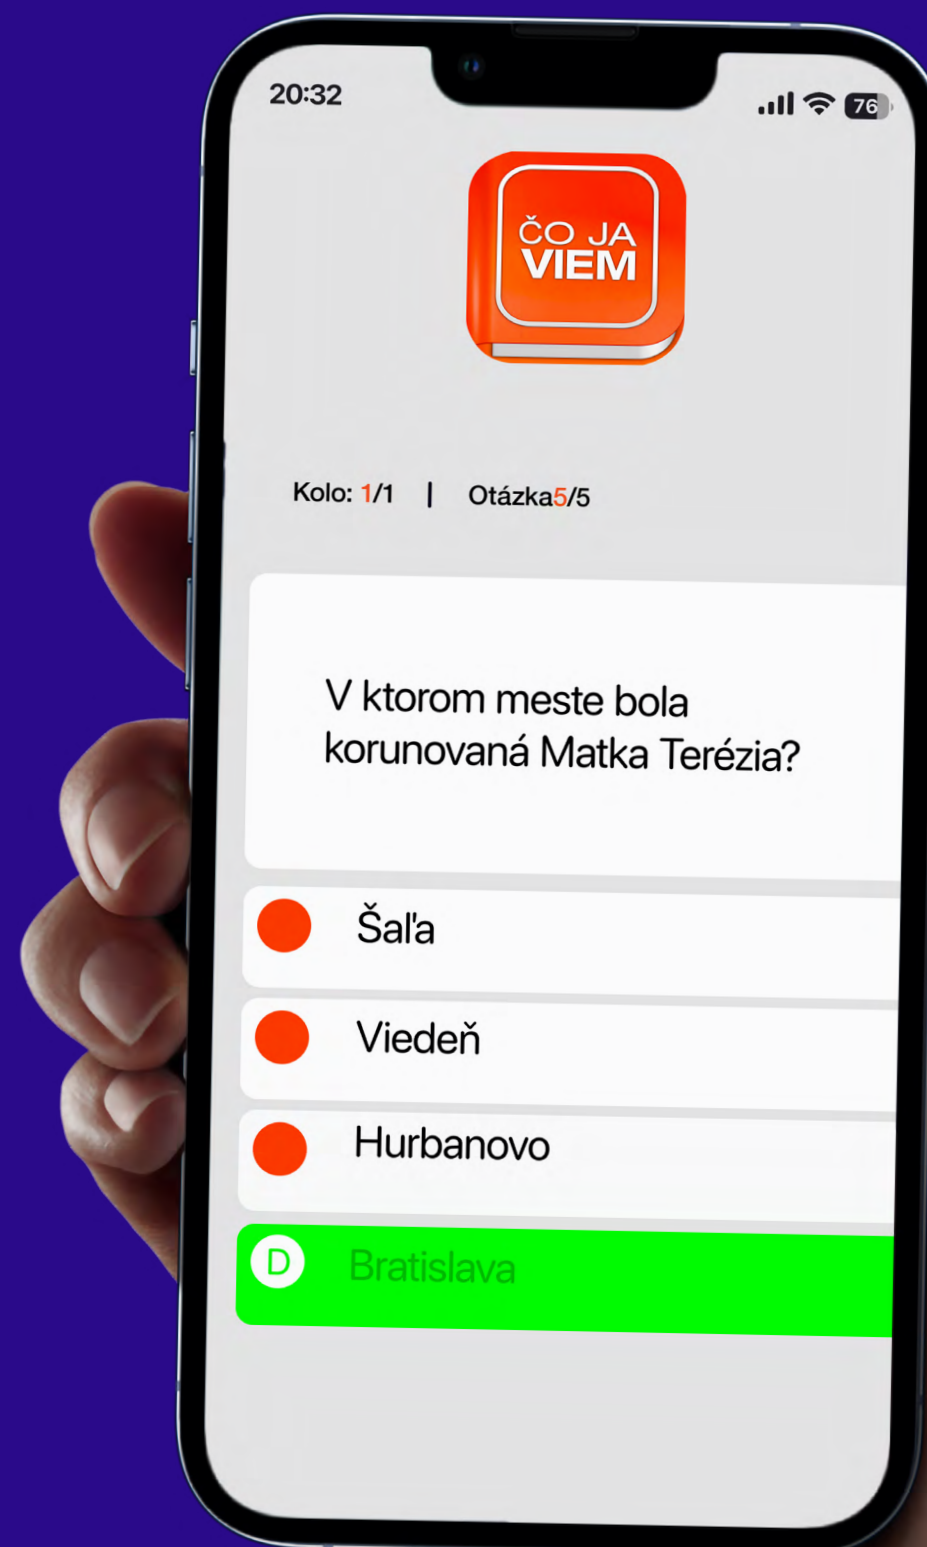 20:32
76
ČO JA
VIEM
Kolo: 1/1 | Otázka5/5
V ktorom meste bola
korunovaná Matka Terézia?
Šaľa
Viedeň
Hurbanovo
D Bratislava